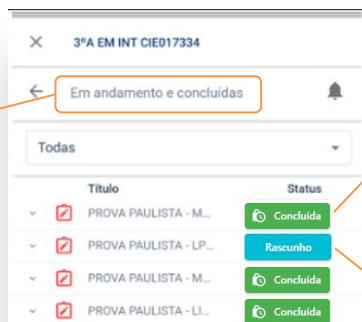 3ªA EM INT CIE017334
Em andamento e concluídas
Todas
Título Status
PROVA PAULISTA - M... Concluída
PROVA PAULISTA - LP... Rascunho
PROVA PAULISTA - M... Concluída
PROVA PAULISTA - LI... Concluída